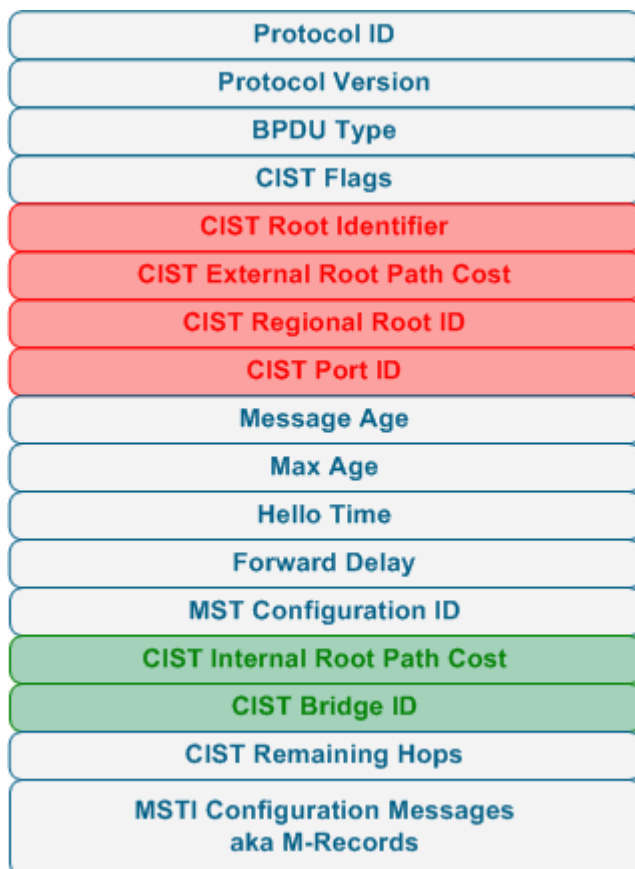 Protocol ID
Protocol Version
BPDU Type
CIST Flags
CIST Root Identifier
CIST External Root Path Cost
CIST Regional Root ID
CIST Port ID
Message Age
Max Age
Hello Time
Forward Delay
MST Configuration ID
CIST Internal Root Path Cost
CIST Bridge ID
CIST Remaining Hops
MSTI Configuration Messages
aka M-Records